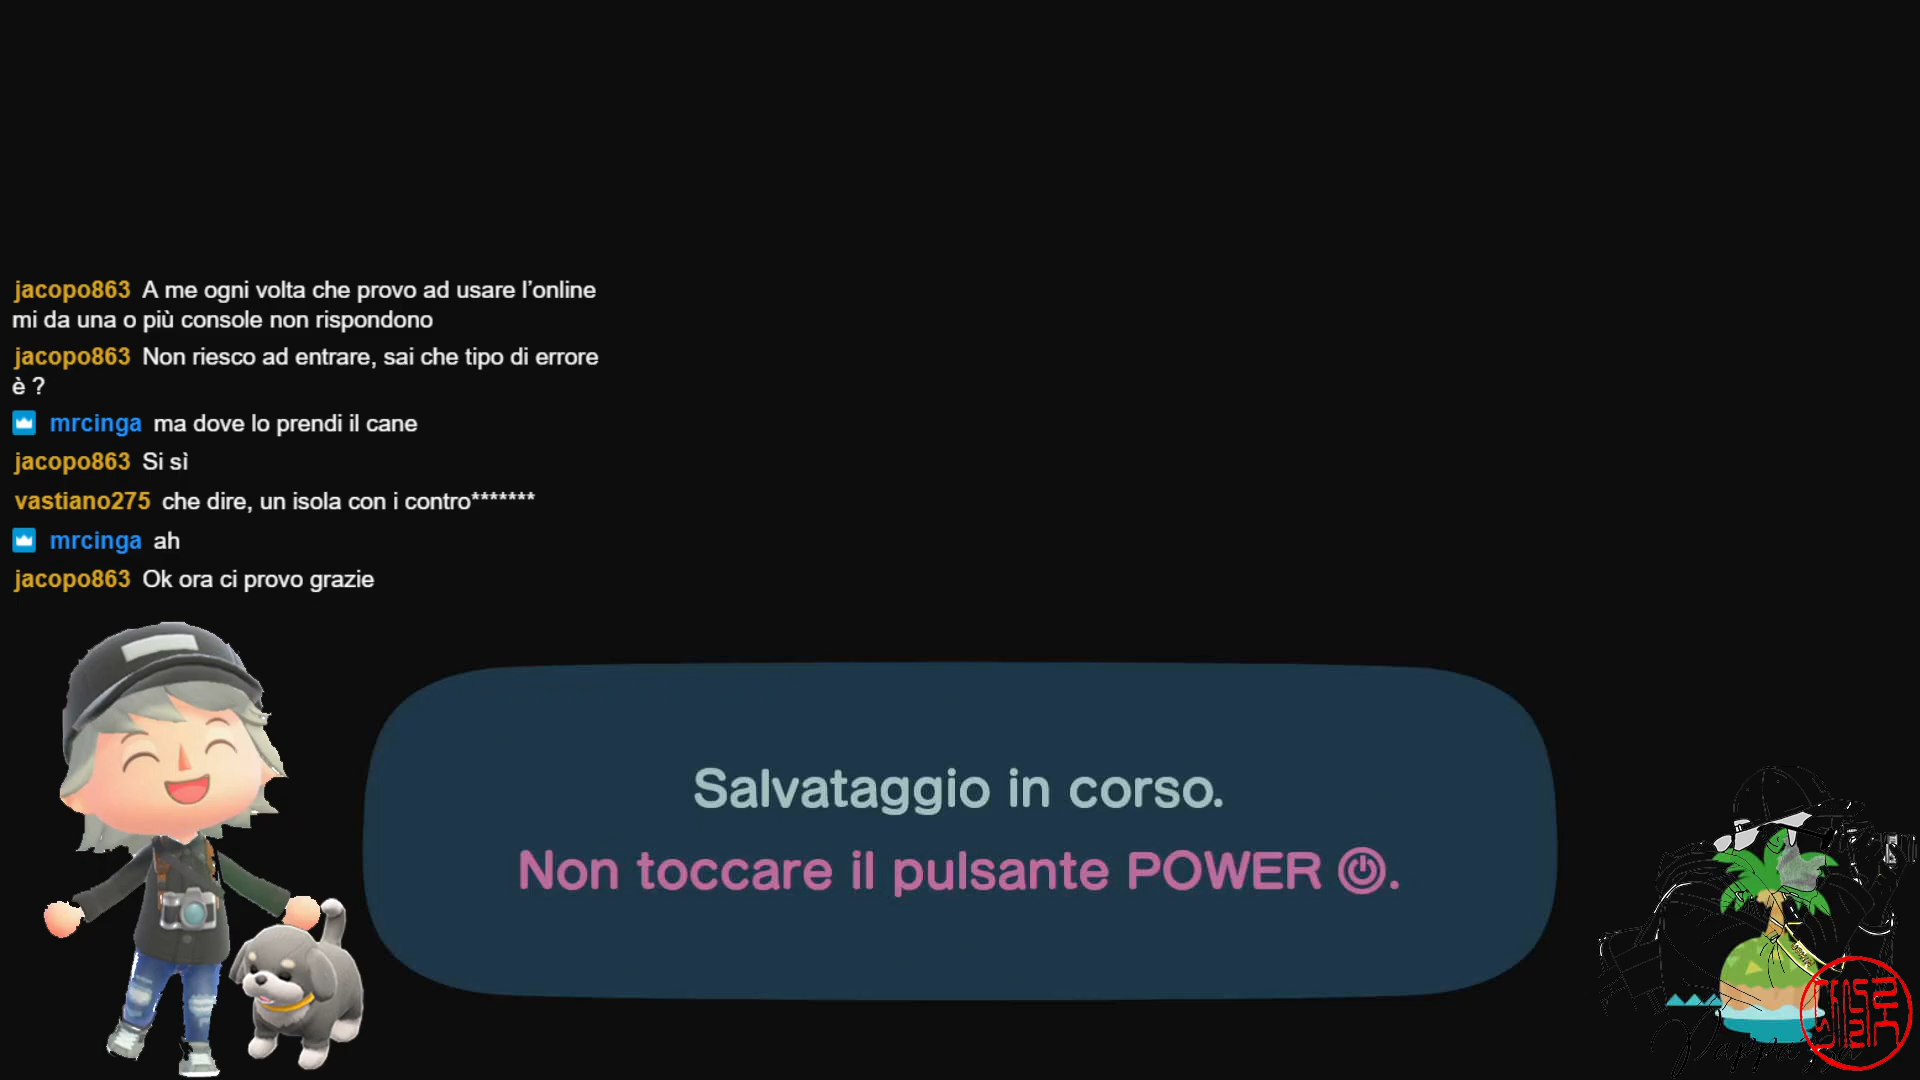 jacopo863 A me ogni volta che provo ad usare l’online
mi da una o più console non rispondono
jacopo863 Non riesco ad entrare, sai che tipo di errore
è ?
mrcinga ma dove lo prendi il cane
jacopo863 Si sì
vastiano275 che dire, un isola con i contro*******
mrcinga ah
jacopo863 Ok ora ci provo grazie
Salvataggio in corso.
Non toccare il pulsante POWER ⏻.